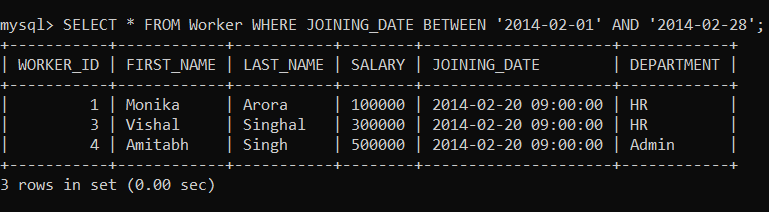 mysql> SELECT * FROM Worker WHERE JOINING_DATE BETWEEN '2014-02-01' AND '2014-02-28';
+-----------+------------+-----------+--------+---------------------+------------+
| WORKER_ID | FIRST_NAME | LAST_NAME | SALARY | JOINING_DATE        | DEPARTMENT |
+-----------+------------+-----------+--------+---------------------+------------+
|         1 | Monika     | Arora     | 100000 | 2014-02-20 09:00:00 | HR         |
|         3 | Vishal     | Singhal   | 300000 | 2014-02-20 09:00:00 | HR         |
|         4 | Amitabh    | Singh     | 500000 | 2014-02-20 09:00:00 | Admin      |
+-----------+------------+-----------+--------+---------------------+------------+
3 rows in set (0.00 sec)